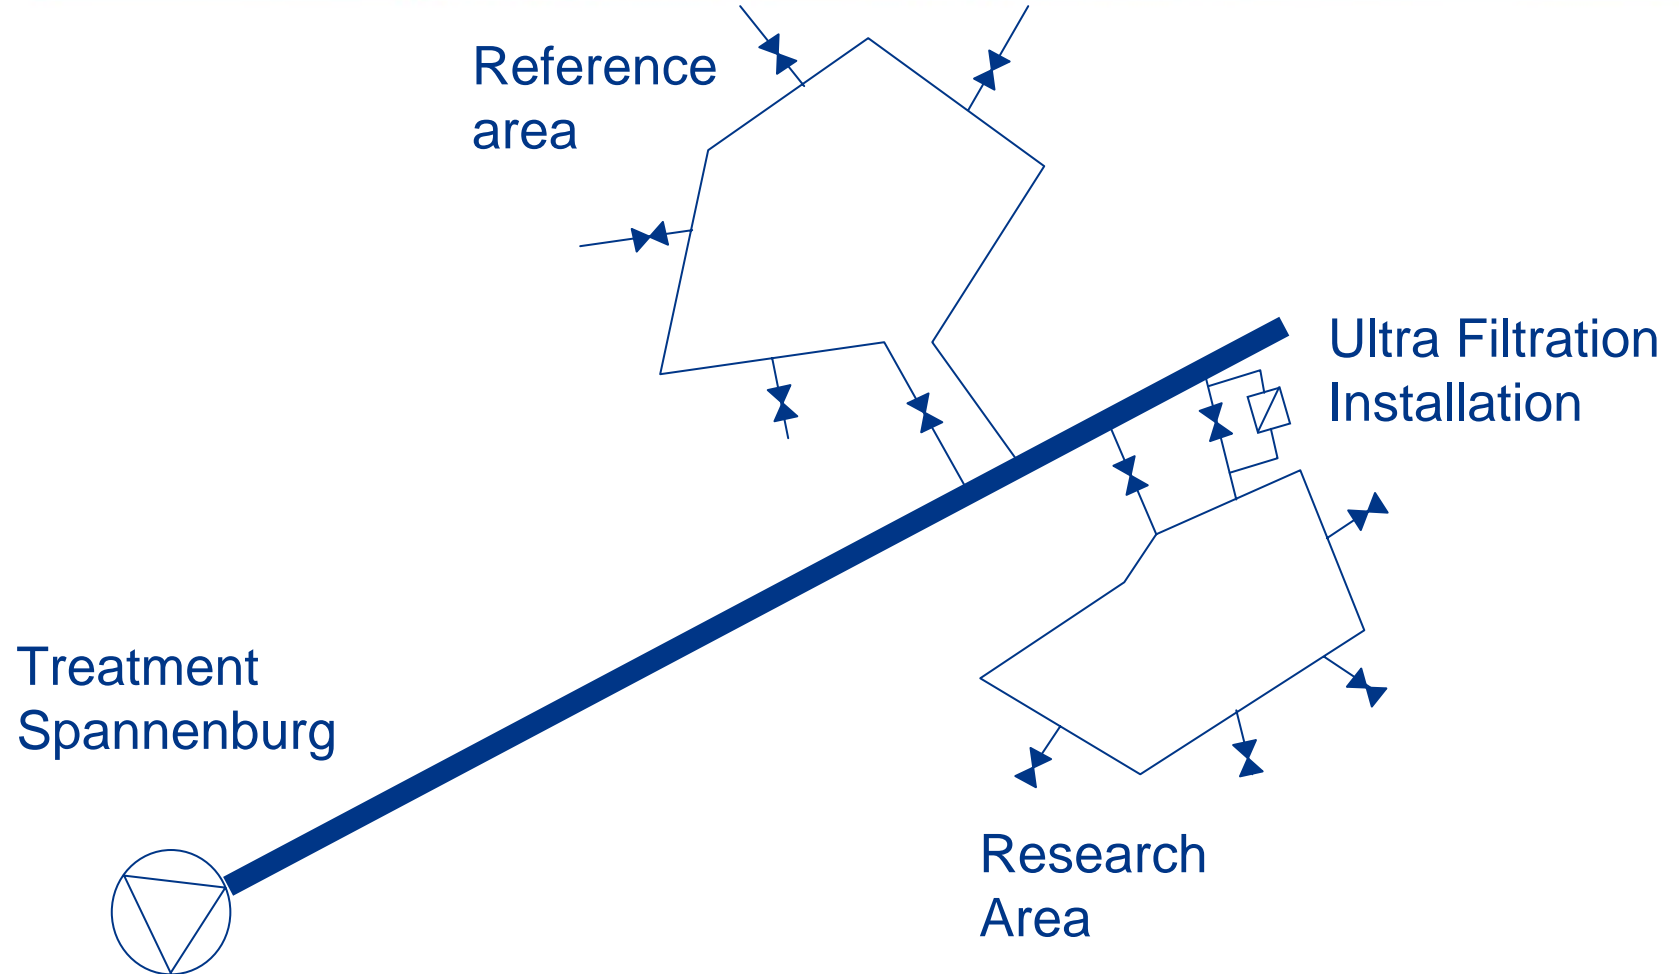 Reference
area
Ultra Filtration
Installation
Treatment
Spannenburg
Research
Area